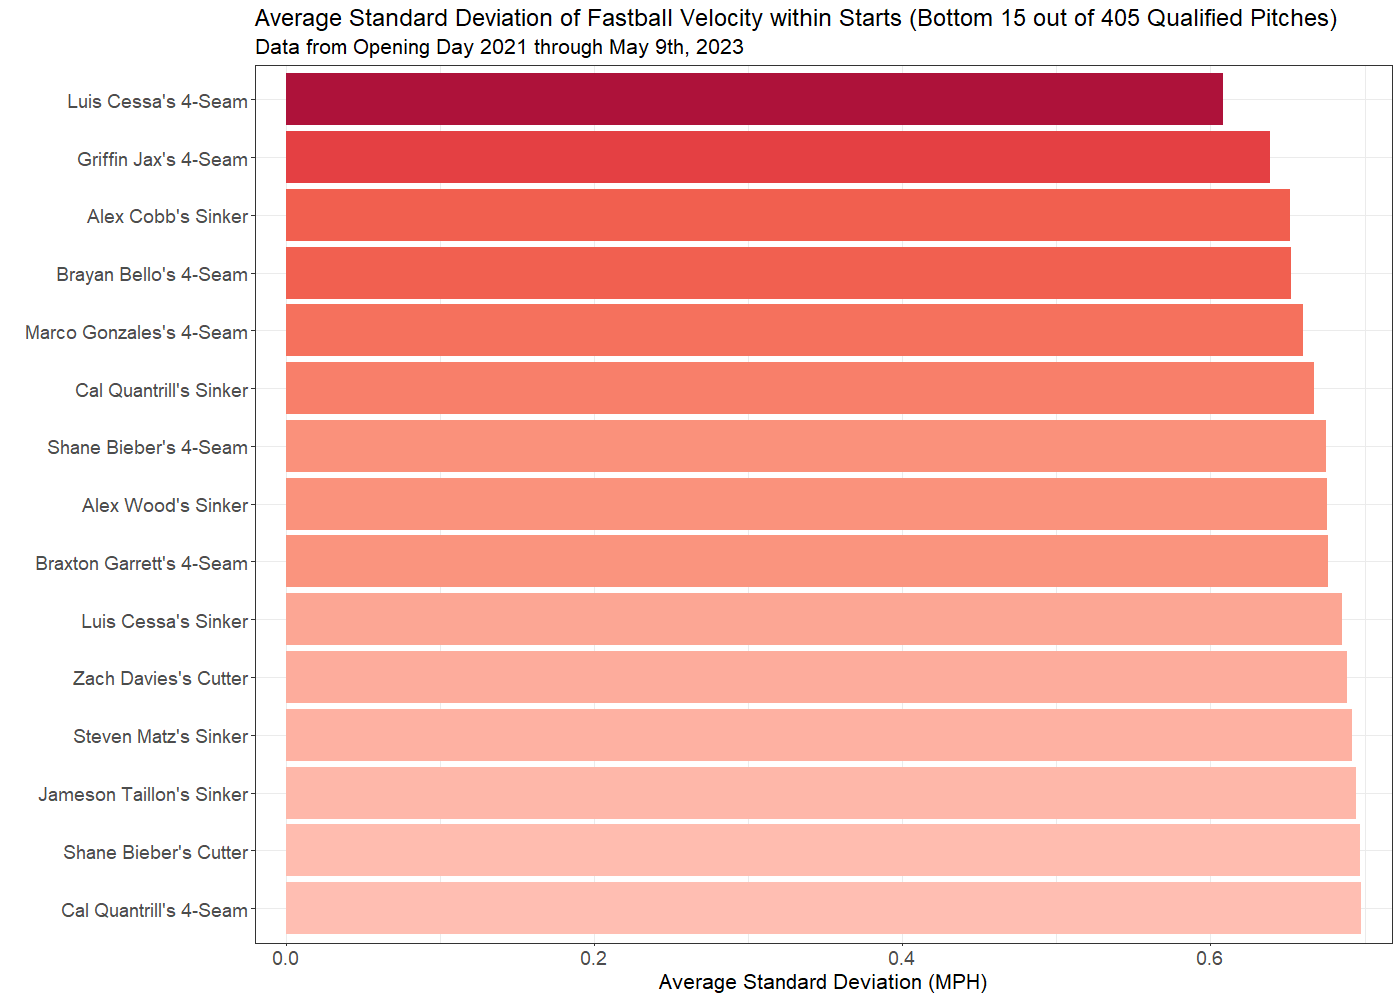 Average Standard Deviation of Fastball Velocity within Starts (Bottom 15 out of 405 Qualified Pitches)
Data from Opening Day 2021 through May 9th, 2023
Luis Cessa's 4-Seam
Griffin Jax's 4-Seam
Alex Cobb's Sinker
Brayan Bello's 4-Seam
Marco Gonzales's 4-Seam
Cal Quantrill's Sinker
Shane Bieber's 4-Seam
Alex Wood's Sinker
Braxton Garrett's 4-Seam
Luis Cessa's Sinker
Zach Davies's Cutter
Steven Matz's Sinker
Jameson Taillon's Sinker
Shane Bieber's Cutter
Cal Quantrill's 4-Seam
0.0 0.2 0.4 0.6
Average Standard Deviation (MPH)